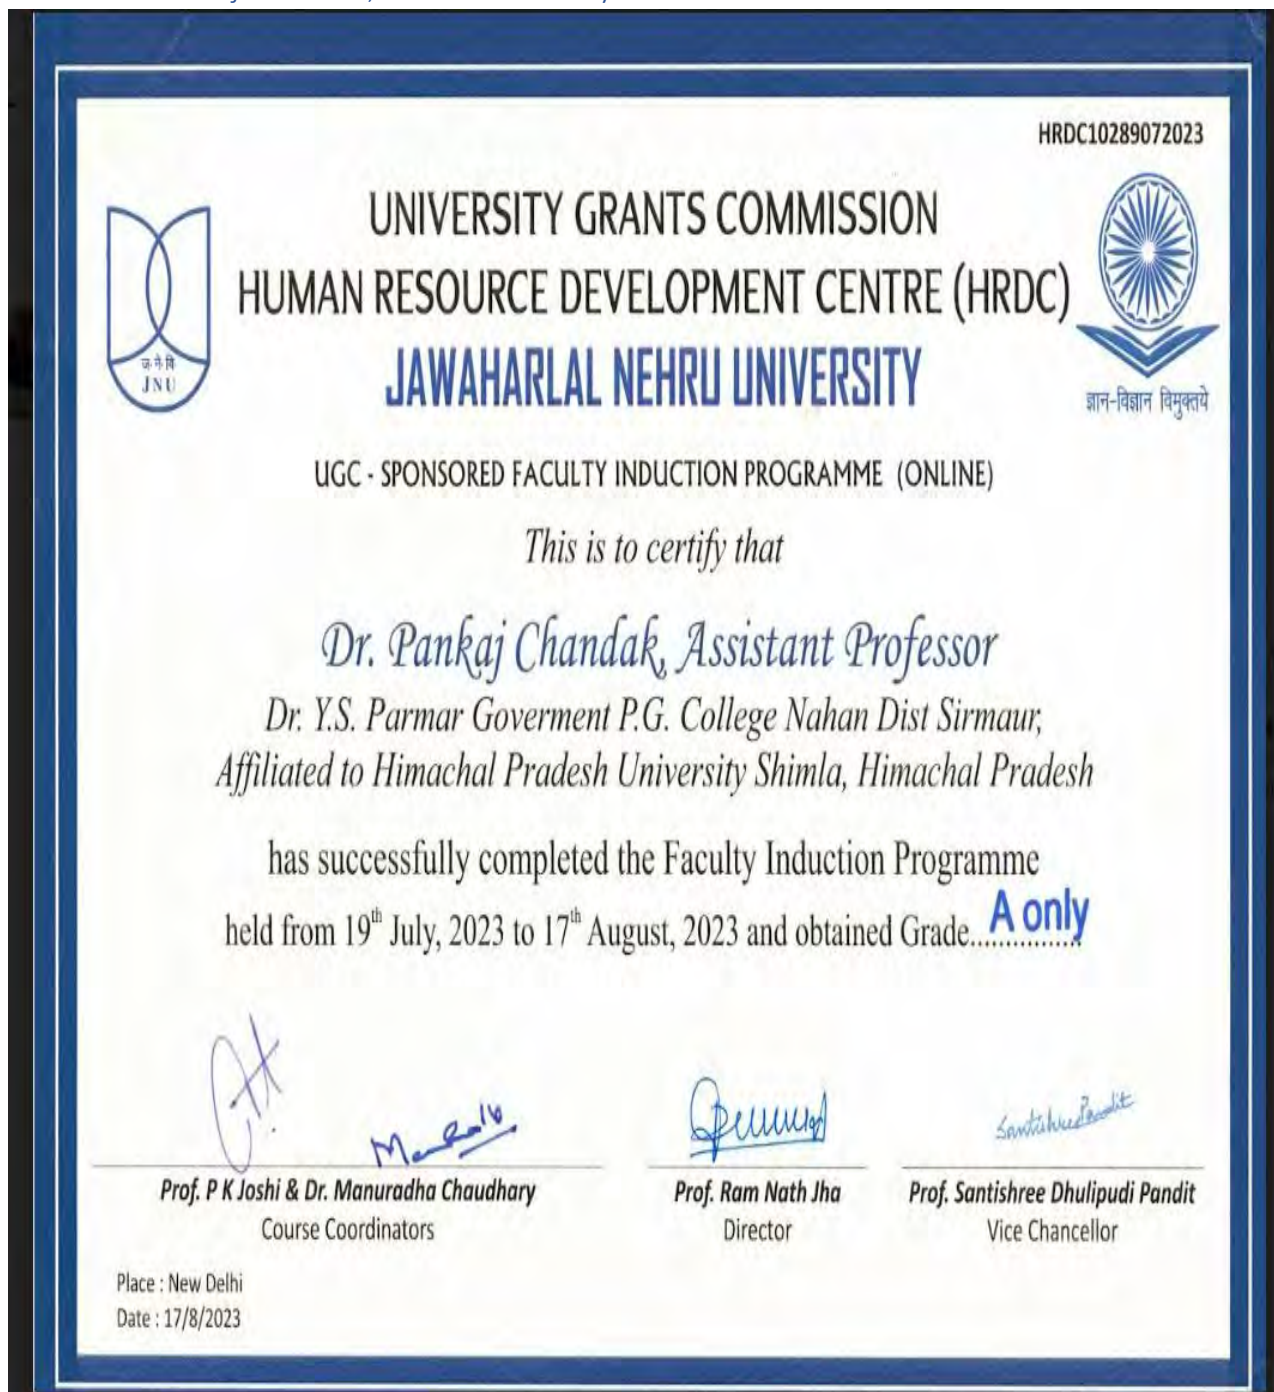 HRDC10289072023
UNIVERSITY GRANTS COMMISSION
HUMAN RESOURCE DEVELOPMENT CENTRE (HRDC)
JAWAHARLAL NEHRU UNIVERSITY
ज.ने.वि
JNU
ज्ञान-विज्ञान विमुक्तये
UGC - SPONSORED FACULTY INDUCTION PROGRAMME (ONLINE)
This is to certify that
Dr. Pankaj Chandak, Assistant Professor
Dr. Y.S. Parmar Goverment P.G. College Nahan Dist Sirmaur,
Affiliated to Himachal Pradesh University Shimla, Himachal Pradesh
has successfully completed the Faculty Induction Programme
held from 19th July, 2023 to 17th August, 2023 and obtained Grade................ A only
Santishree Pandit
Prof. P K Joshi & Dr. Manuradha Chaudhary
Course Coordinators
Prof. Ram Nath Jha
Director
Prof. Santishree Dhulipudi Pandit
Vice Chancellor
Place : New Delhi
Date : 17/8/2023